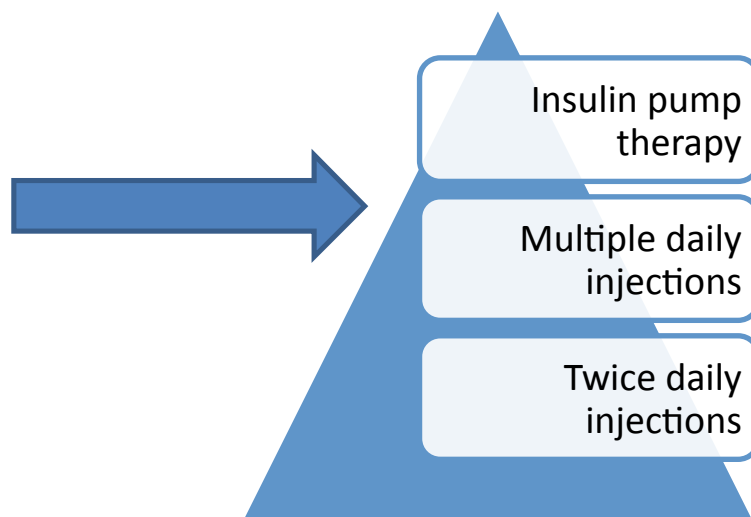 Insulin pump
therapy
Multiple daily
injections
Twice daily
injections